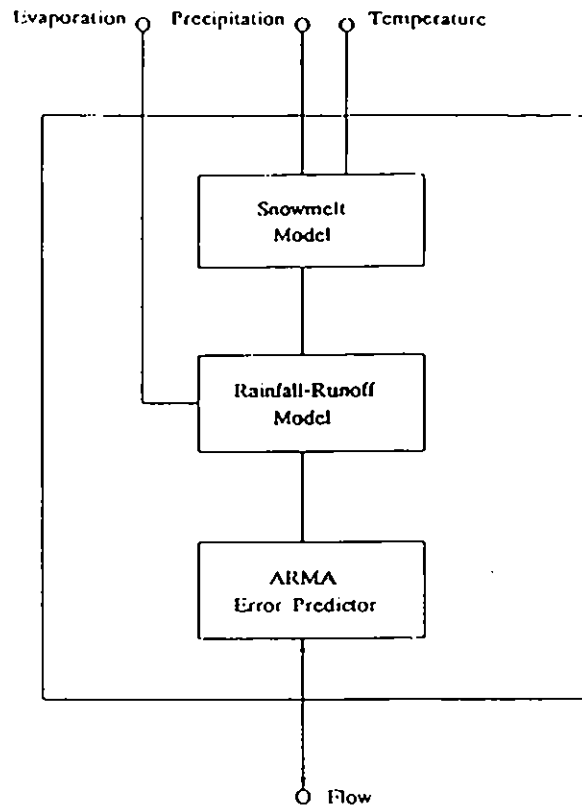 Evaporation Precipitation Temperature
Snowmelt
Model
Rainfall-Runoff
Model
ARMA
Error Predictor
Flow